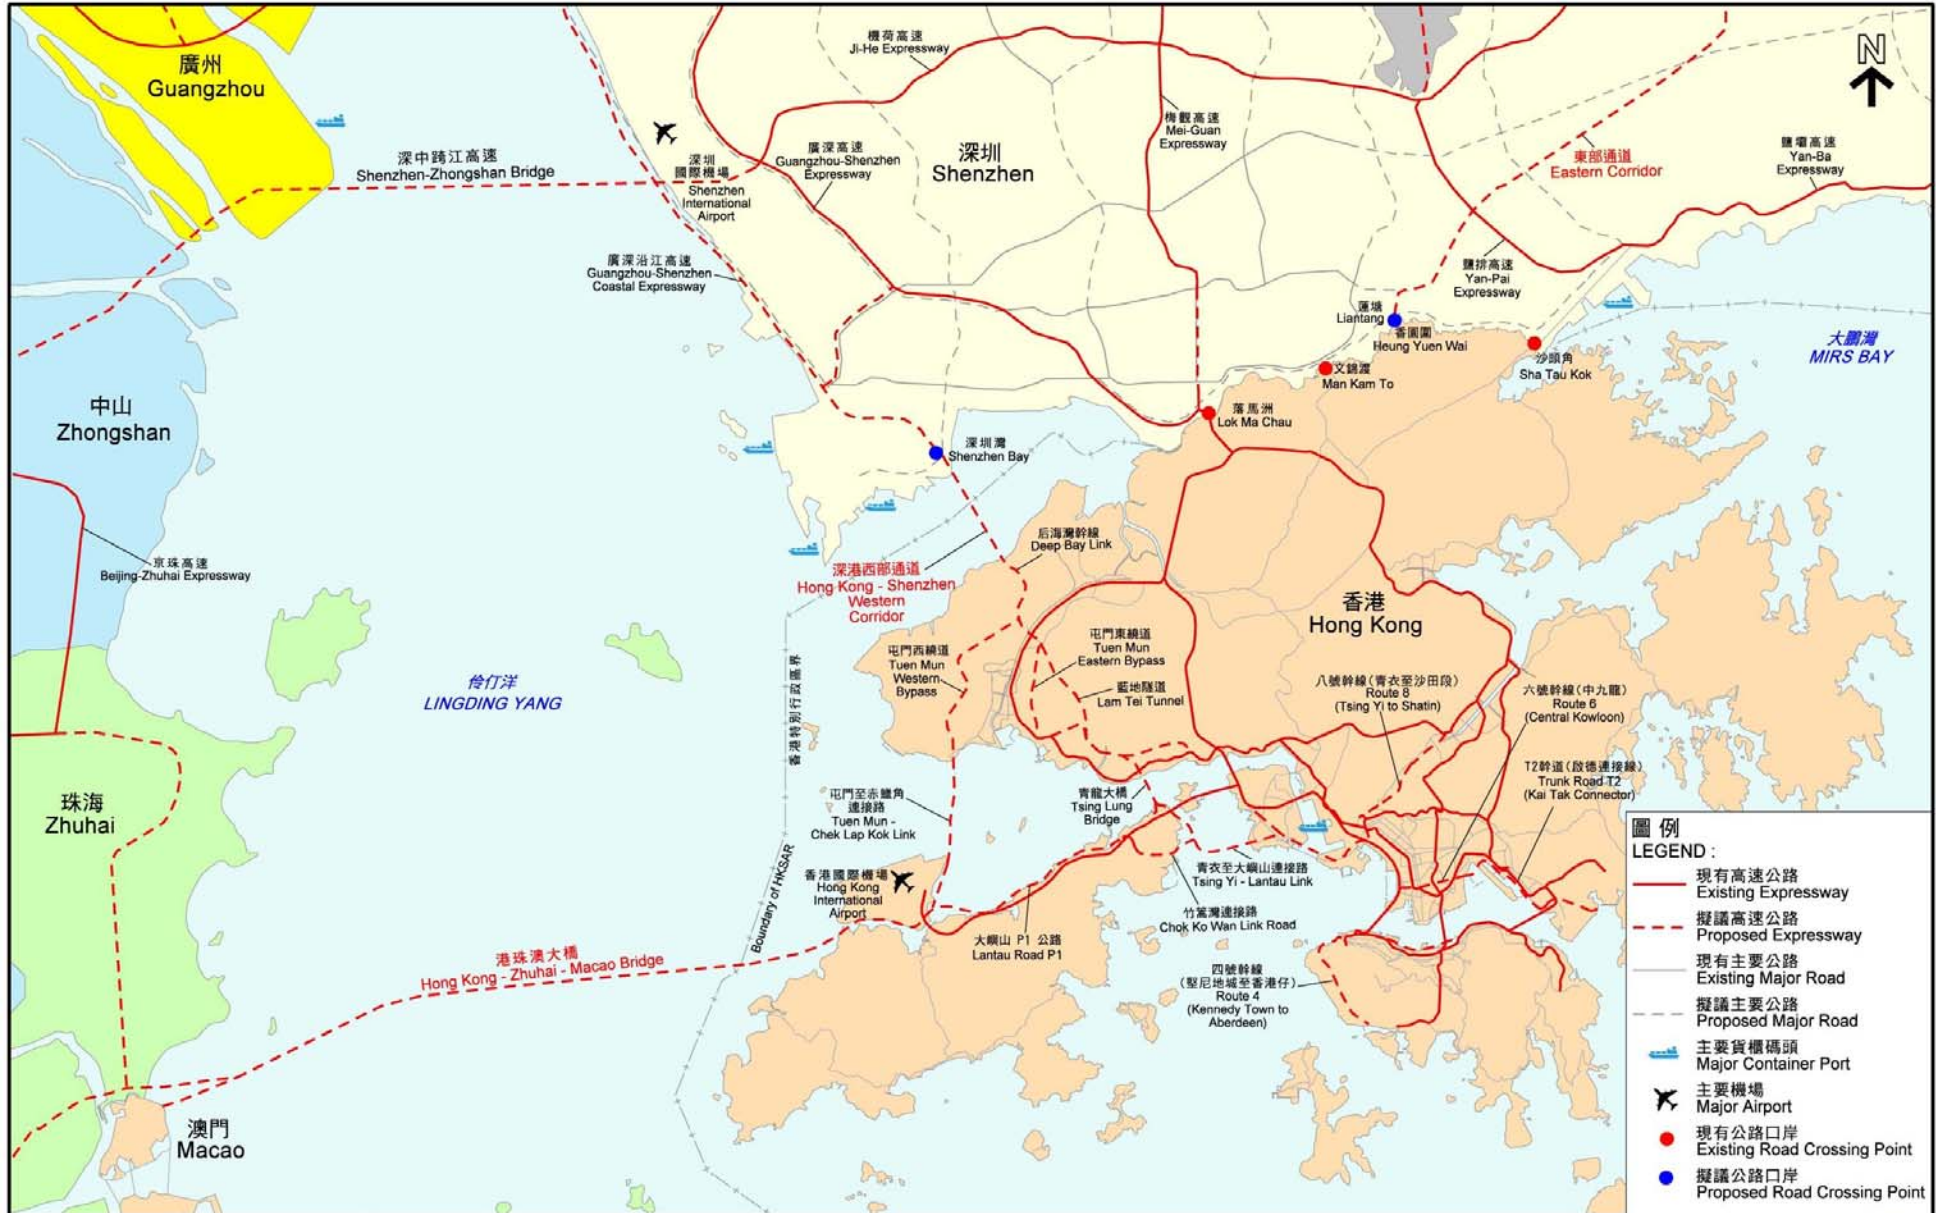 N
廣州
Guangzhou
深中跨江高速
Shenzhen-Zhongshan Bridge
機荷高速
Ji-He Expressway
深圳
國際機場
Shenzhen
International
Airport
廣深高速
Guangzhou-Shenzhen
Expressway
深圳
Shenzhen
梅觀高速
Mei-Guan
Expressway
東部通道
Eastern Corridor
鹽壩高速
Yan-Ba
Expressway
廣深沿江高速
Guangzhou-Shenzhen
Coastal Expressway
鹽排高速
Yan-Pai
Expressway
蓮塘
Liantang
香園圍
Heung Yuen Wai
文錦渡
Man Kam To
沙頭角
Sha Tau Kok
大鵬灣
MIRS BAY
落馬洲
Lok Ma Chau
中山
Zhongshan
深圳灣
Shenzhen Bay
京珠高速
Beijing-Zhuhai Expressway
后海灣幹線
Deep Bay Link
深港西部通道
Hong Kong - Shenzhen
Western
Corridor
香港
Hong Kong
屯門西繞道
Tuen Mun
Western
Bypass
屯門東繞道
Tuen Mun
Eastern Bypass
藍地隧道
Lam Tei Tunnel
八號幹線(青衣至沙田段)
Route 8
(Tsing Yi to Shatin)
六號幹線(中九龍)
Route 6
(Central Kowloon)
伶仃洋
LINGDING YANG
香港特別行政區界
Boundary of HKSAR
T2幹道(啟德連接線)
Trunk Road T2
(Kai Tak Connector)
珠海
Zhuhai
屯門至赤鱲角
連接路
Tuen Mun -
Chek Lap Kok Link
青龍大橋
Tsing Lung
Bridge
香港國際機場
Hong Kong
International
Airport
青衣至大嶼山連接路
Tsing Yi - Lantau Link
竹篙灣連接路
Chok Ko Wan Link Road
大嶼山 P1 公路
Lantau Road P1
港珠澳大橋
Hong Kong - Zhuhai - Macao Bridge
四號幹線
(堅尼地城至香港仔)
Route 4
(Kennedy Town to
Aberdeen)
澳門
Macao
圖 例
LEGEND :
現有高速公路
Existing Expressway
擬議高速公路
Proposed Expressway
現有主要公路
Existing Major Road
擬議主要公路
Proposed Major Road
主要貨櫃碼頭
Major Container Port
主要機場
Major Airport
現有公路口岸
Existing Road Crossing Point
擬議公路口岸
Proposed Road Crossing Point